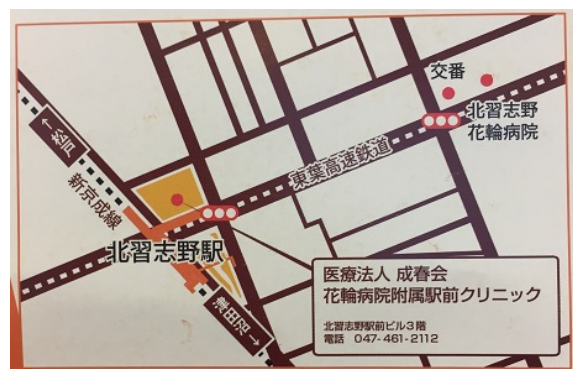 交番
北習志野
花輪病院
↑松戸
新京成線
東葉高速鉄道
北習志野駅
津田沼↓
医療法人 成春会
花輪病院附属駅前クリニック
北習志野駅前ビル3階
電話 047-461-2112